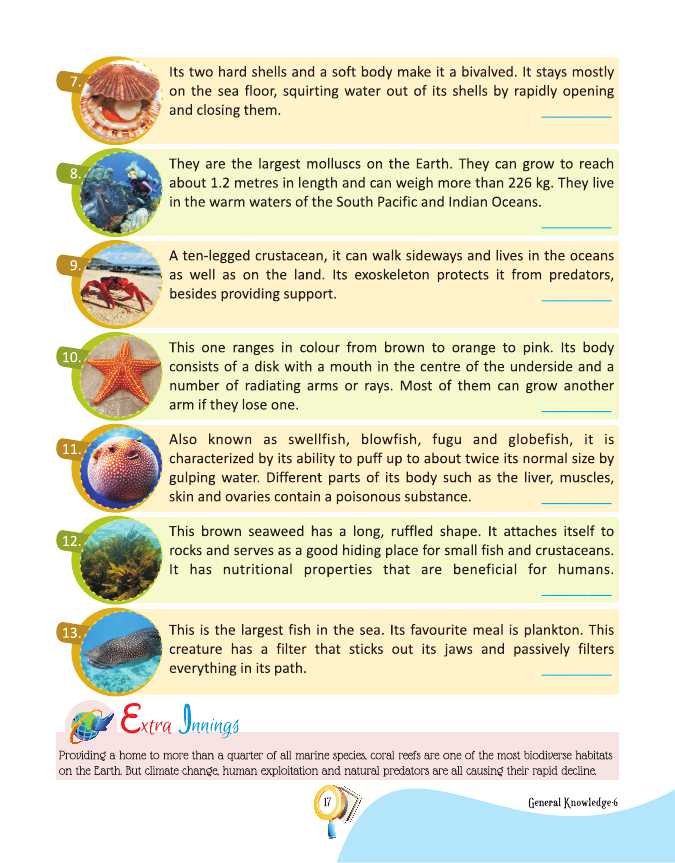 7.
Its two hard shells and a soft body make it a bivalved. It stays mostly
on the sea floor, squirting water out of its shells by rapidly opening
and closing them.
8.
They are the largest molluscs on the Earth. They can grow to reach
about 1.2 metres in length and can weigh more than 226 kg. They live
in the warm waters of the South Pacific and Indian Oceans.
9.
A ten-legged crustacean, it can walk sideways and lives in the oceans
as well as on the land. Its exoskeleton protects it from predators,
besides providing support.
10.
This one ranges in colour from brown to orange to pink. Its body
consists of a disk with a mouth in the centre of the underside and a
number of radiating arms or rays. Most of them can grow another
arm if they lose one.
11.
Also known as swellfish, blowfish, fugu and globefish, it is
characterized by its ability to puff up to about twice its normal size by
gulping water. Different parts of its body such as the liver, muscles,
skin and ovaries contain a poisonous substance.
12.
This brown seaweed has a long, ruffled shape. It attaches itself to
rocks and serves as a good hiding place for small fish and crustaceans.
It has nutritional properties that are beneficial for humans.
13.
This is the largest fish in the sea. Its favourite meal is plankton. This
creature has a filter that sticks out its jaws and passively filters
everything in its path.
Extra Innings
Providing a home to more than a quarter of all marine species, coral reefs are one of the most biodiverse habitats
on the Earth. But climate change, human exploitation and natural predators are all causing their rapid decline.
17
General Knowledge-6